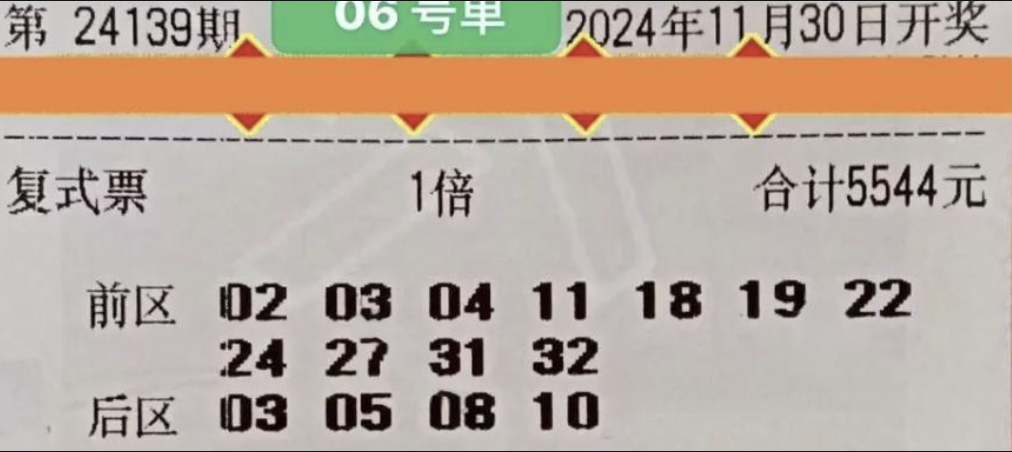 第 24139期 06 号单 2024年11月30日开奖
复式票 1倍 合计5544元
前区 02 03 04 11 18 19 22
24 27 31 32
后区 03 05 08 10